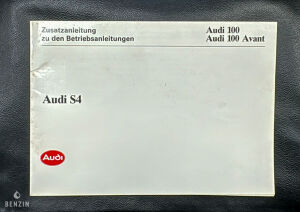 Zusatzanleitung
zu den Betriebsanleitungen
Audi 100
Audi 100 Avant
Audi S4
Audi
BENZIN